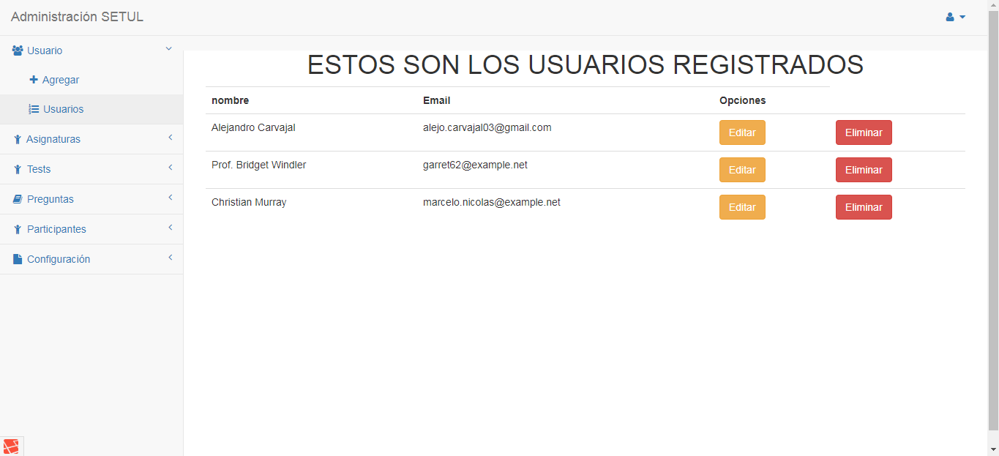 Administración SETUL
Usuario
Agregar
Usuarios
Asignaturas
Tests
Preguntas
Participantes
Configuración
ESTOS SON LOS USUARIOS REGISTRADOS
nombre Email Opciones
Alejandro Carvajal alejo.carvajal03@gmail.com Editar Eliminar
Prof. Bridget Windler garret62@example.net Editar Eliminar
Christian Murray marcelo.nicolas@example.net Editar Eliminar